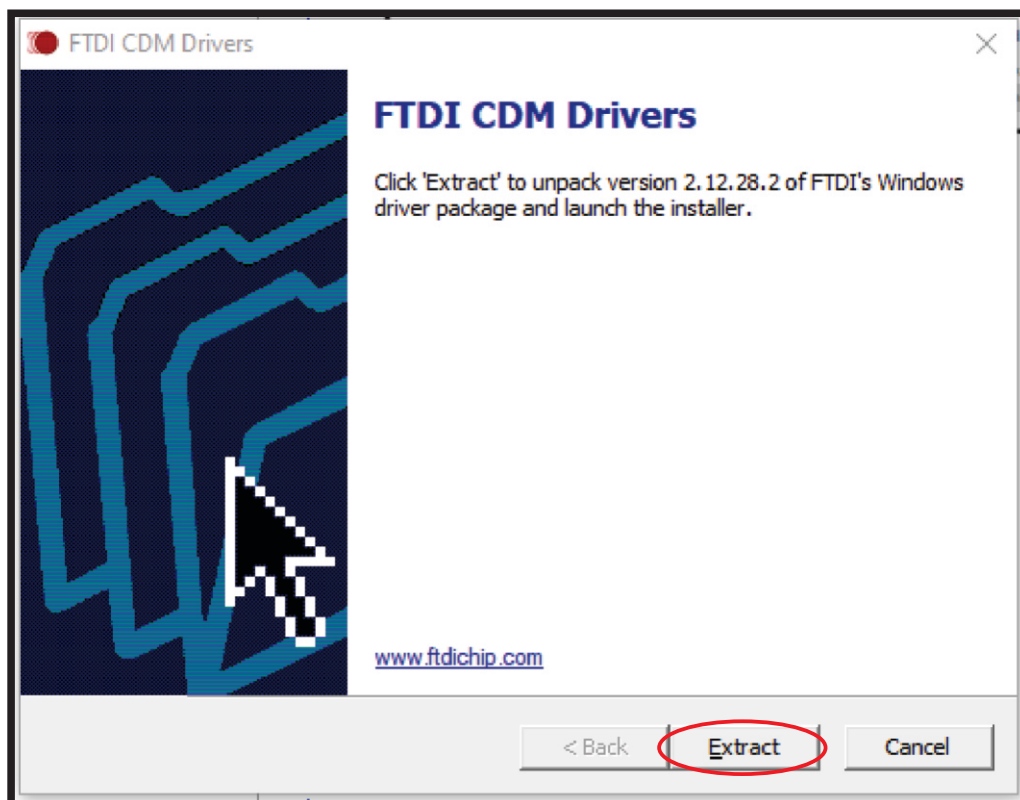 FTDI CDM Drivers
FTDI CDM Drivers
Click 'Extract' to unpack version 2.12.28.2 of FTDI's Windows
driver package and launch the installer.
www.ftdichip.com
< Back
Extract
Cancel